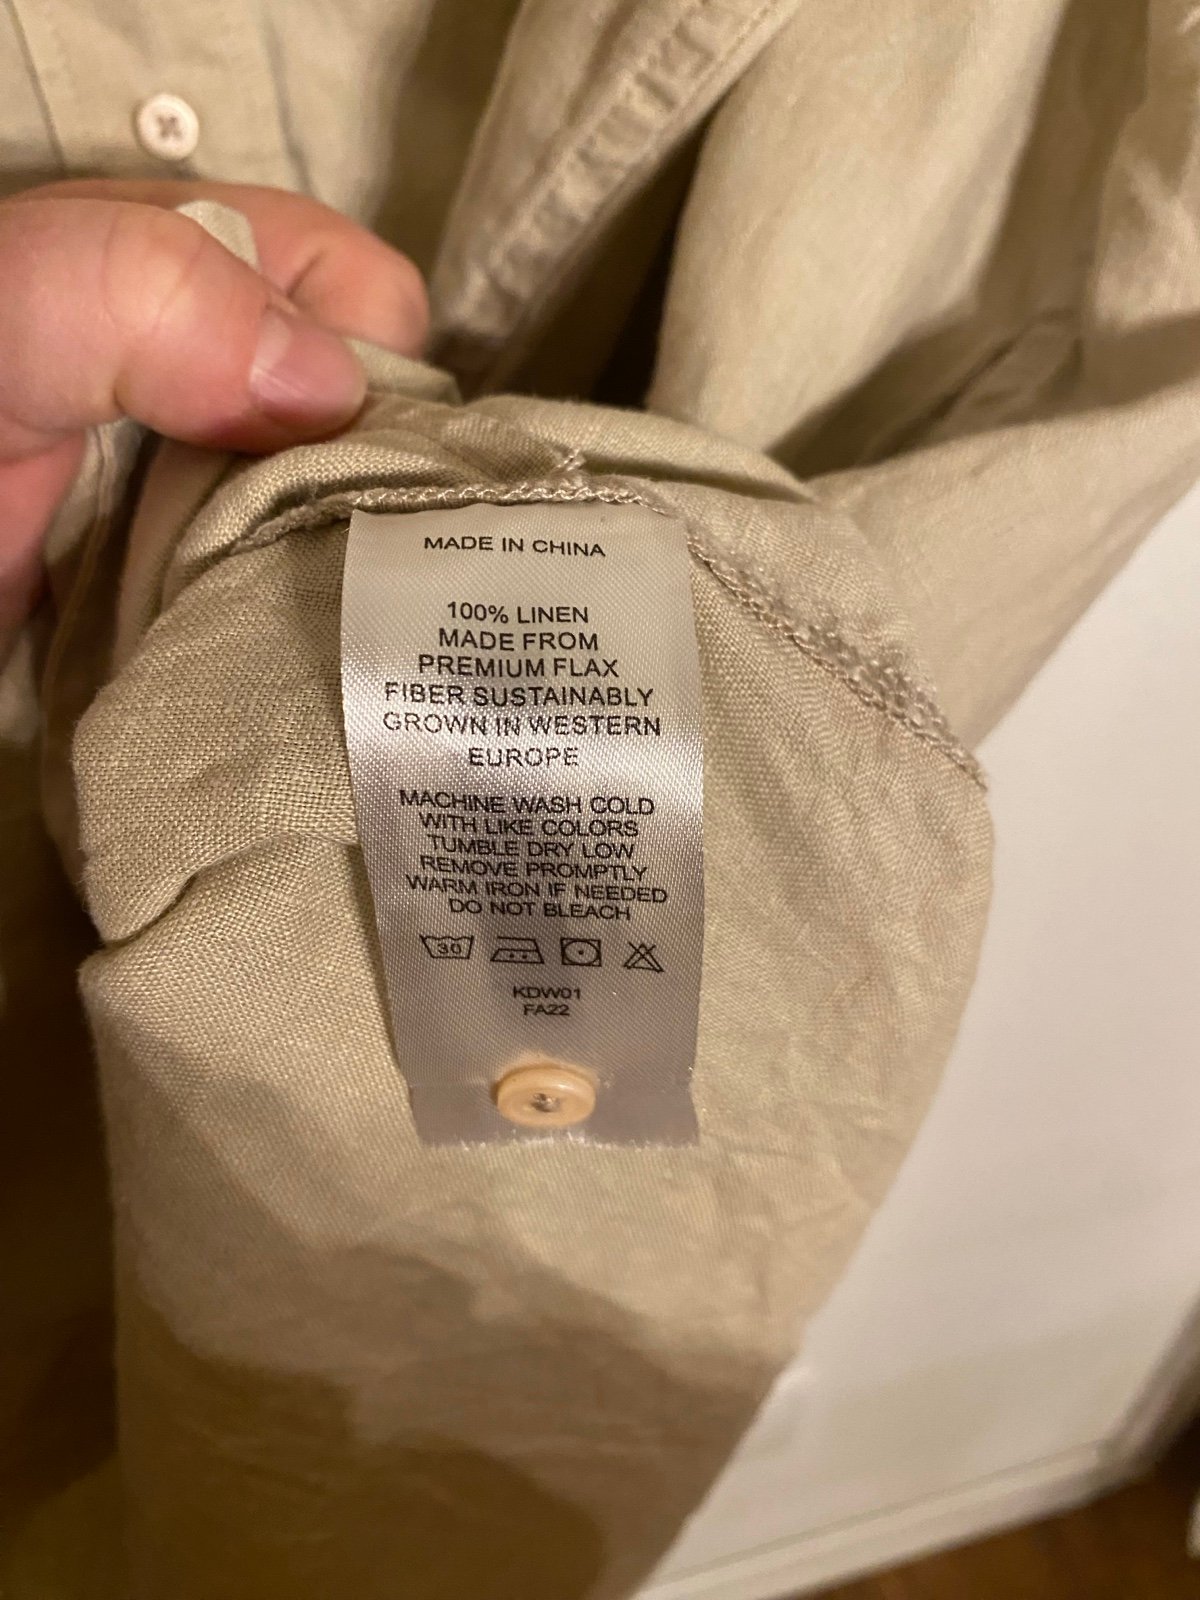 MADE IN CHINA
100% LINEN
MADE FROM
PREMIUM FLAX
FIBER SUSTAINABLY
GROWN IN WESTERN
EUROPE
MACHINE WASH COLD
WITH LIKE COLORS
TUMBLE DRY LOW
REMOVE PROMPTLY
WARM IRON IF NEEDED
DO NOT BLEACH
30
KDW01
FA22